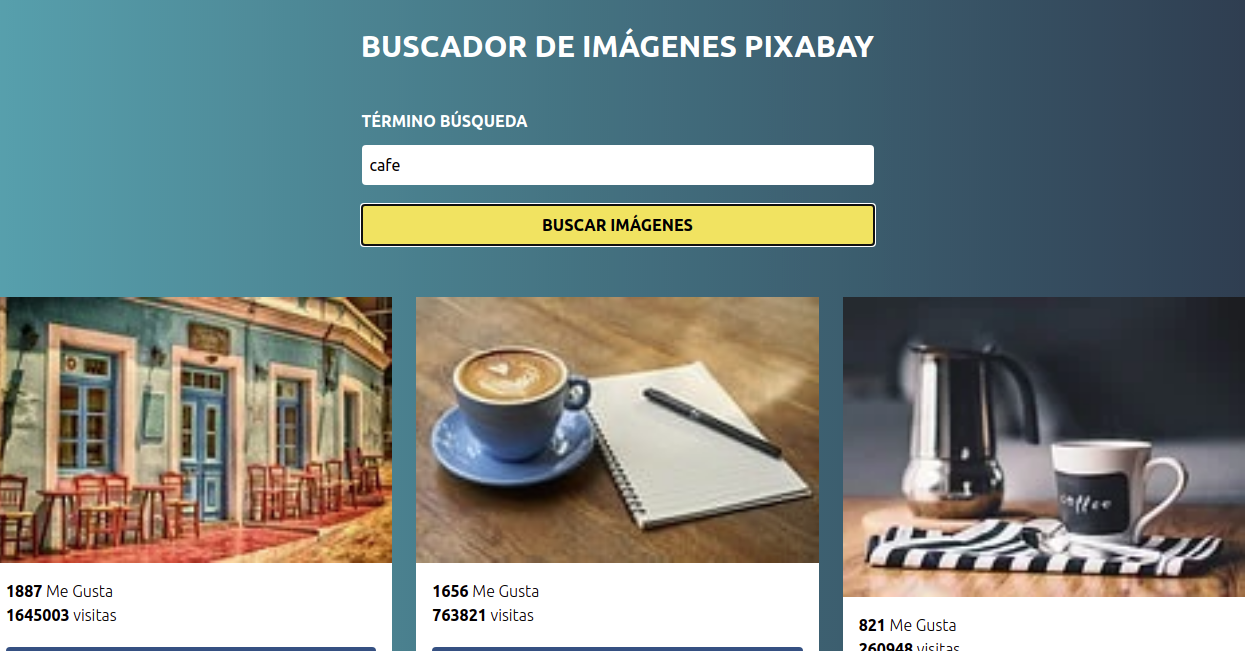 BUSCADOR DE IMÁGENES PIXABAY
TÉRMINO BÚSQUEDA
cafe
BUSCAR IMÁGENES
coffee
1887 Me Gusta
1645003 visitas
1656 Me Gusta
763821 visitas
821 Me Gusta
260948 visitas